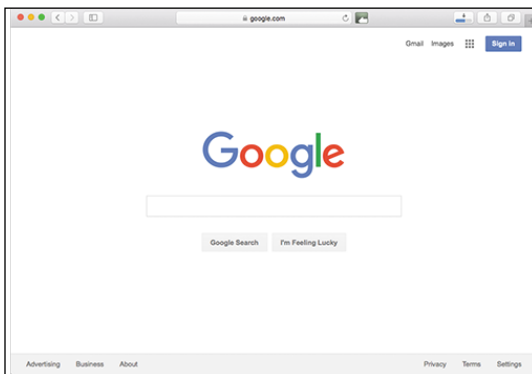 google.com
Gmail Images Sign in
Google
Google Search I'm Feeling Lucky
Advertising Business About Privacy Terms Settings